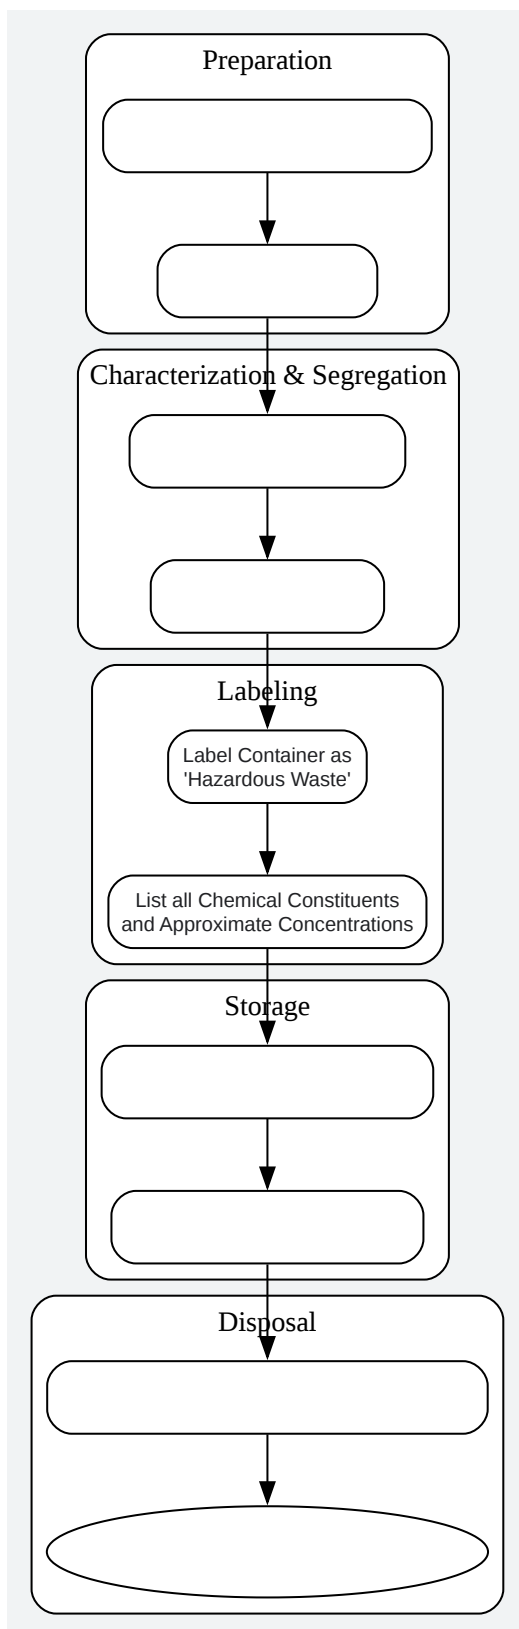 Preparation
Characterization & Segregation
Labeling
Label Container as
'Hazardous Waste'
List all Chemical Constituents
and Approximate Concentrations
Storage
Disposal